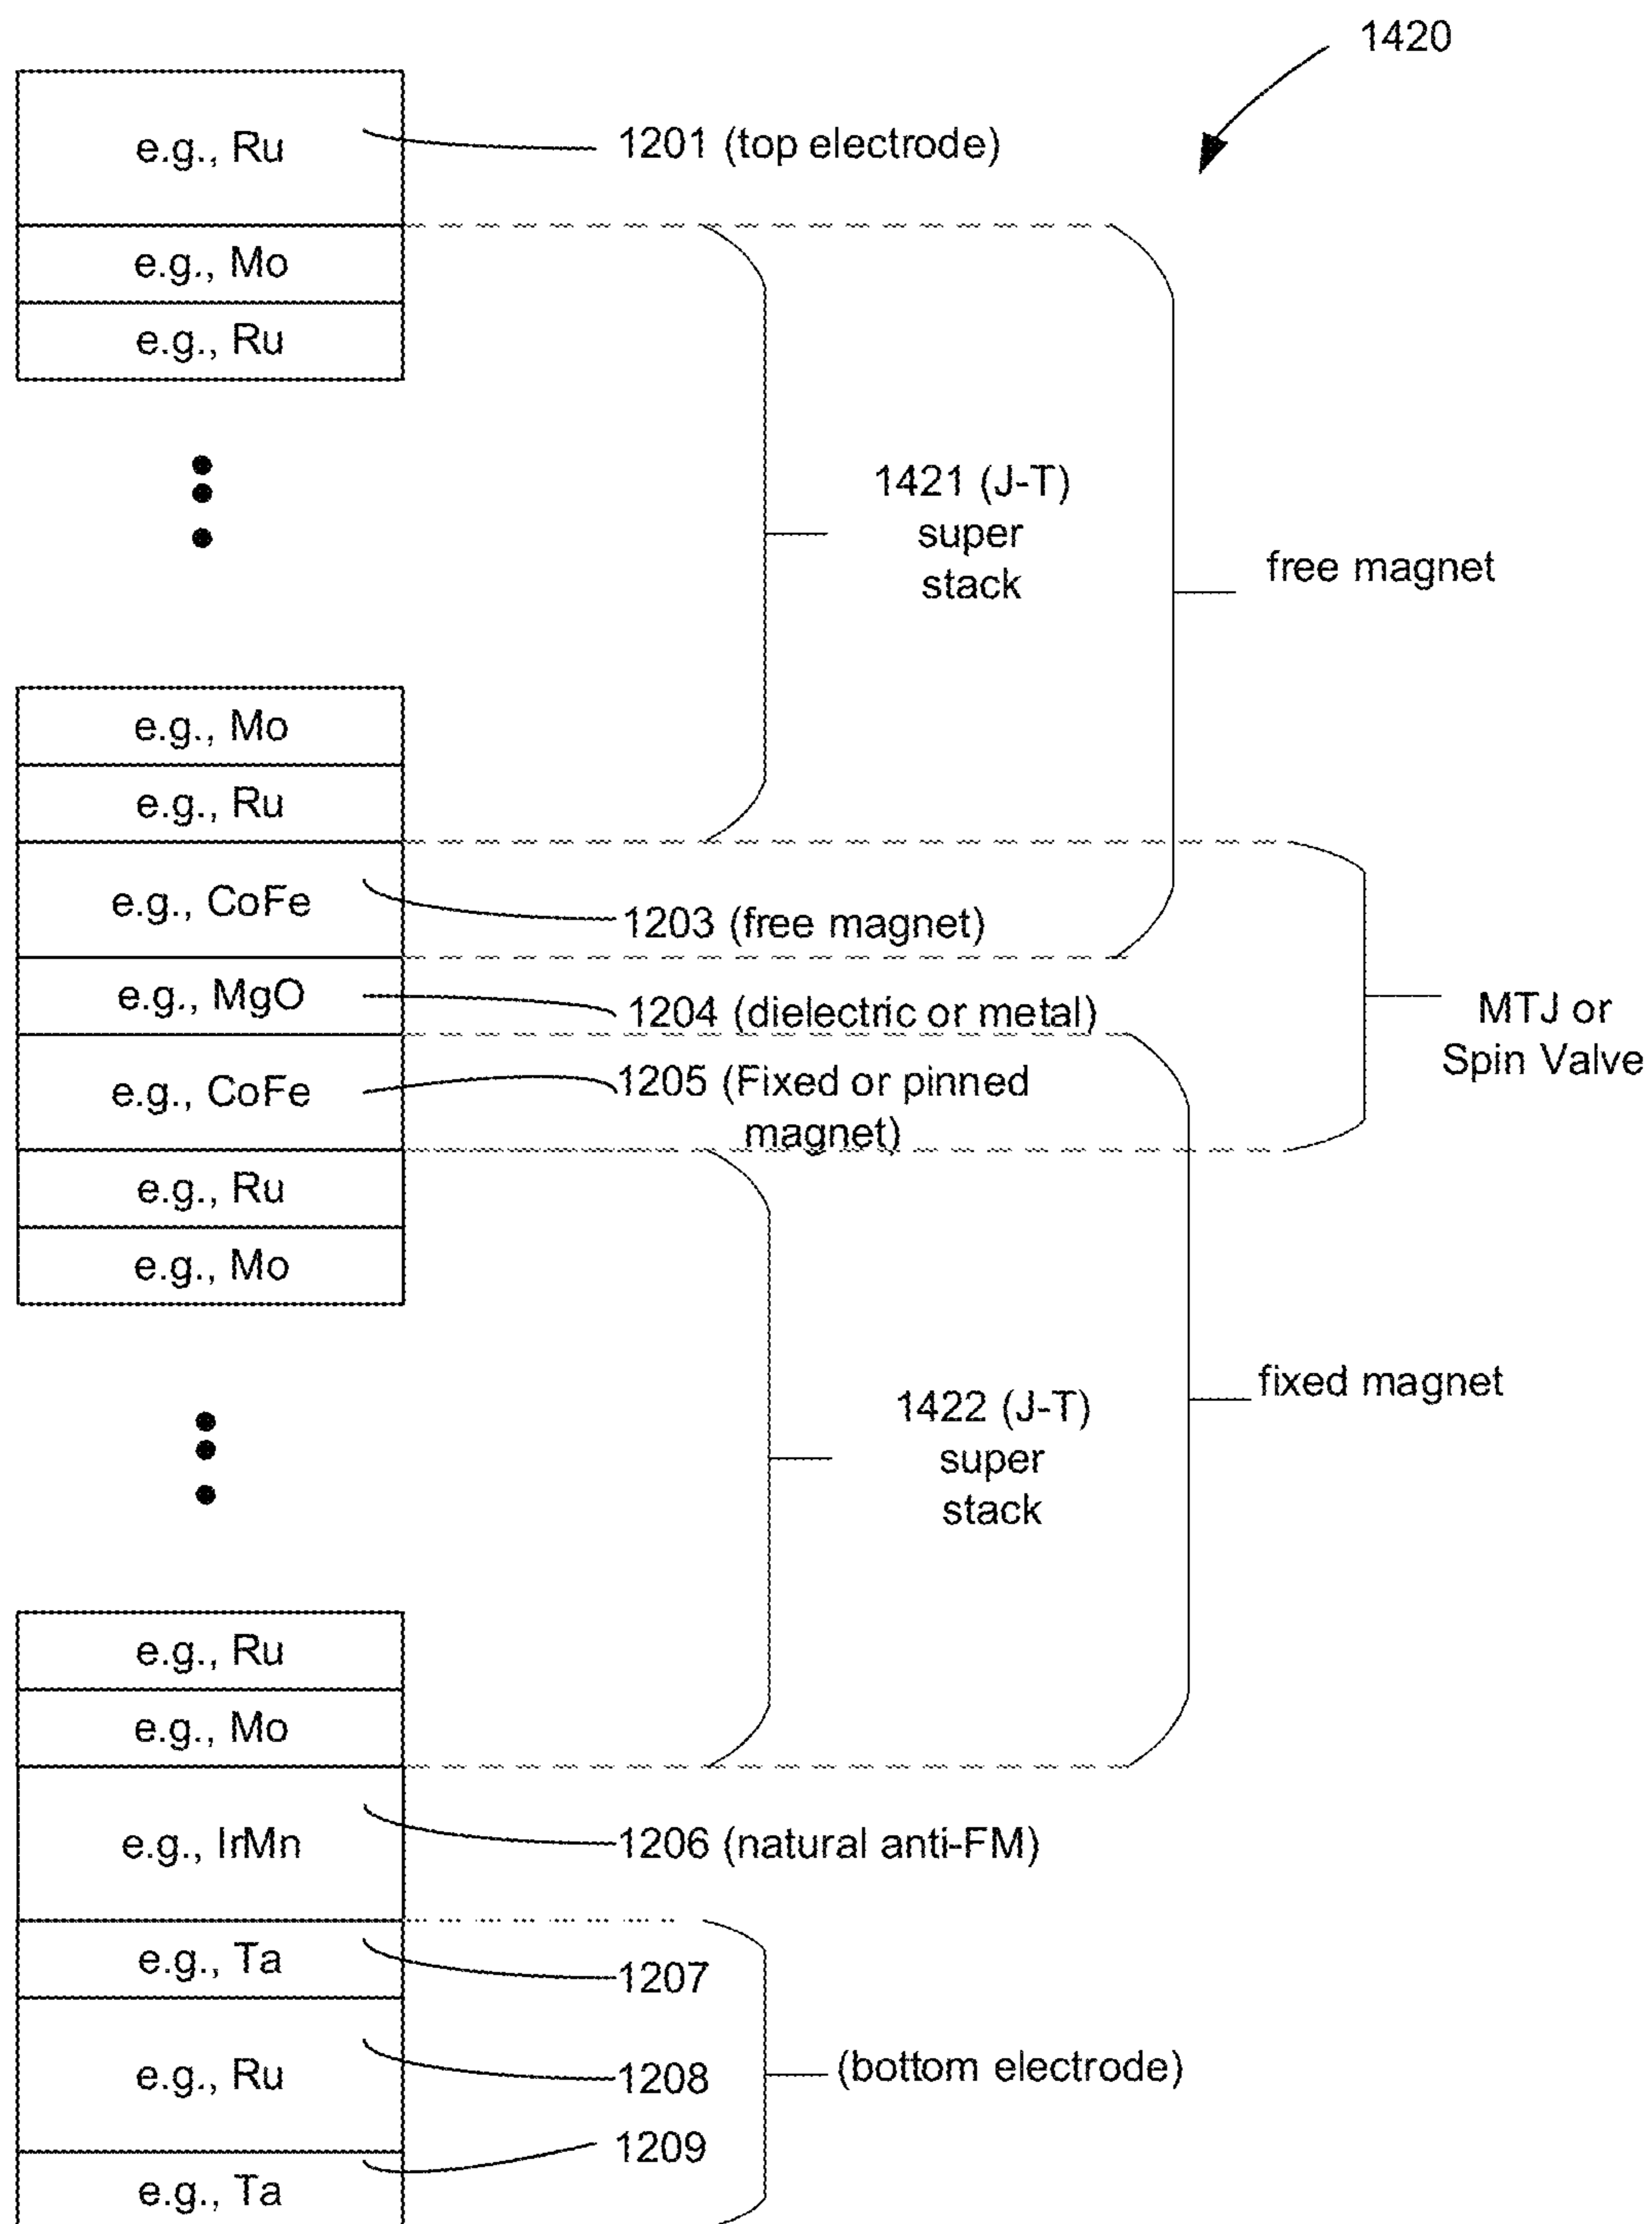 1420
e.g., Ru
1201 (top electrode)
e.g., Mo
e.g., Ru
1421 (J-T)
super
stack
free magnet
e.g., Mo
e.g., Ru
e.g., CoFe
1203 (free magnet)
e.g., MgO
1204 (dielectric or metal)
MTJ or
Spin Valve
e.g., CoFe
1205 (Fixed or pinned
magnet)
e.g., Ru
e.g., Mo
1422 (J-T)
super
stack
fixed magnet
e.g., Ru
e.g., Mo
e.g., IrMn
1206 (natural anti-FM)
e.g., Ta
1207
e.g., Ru
1208
(bottom electrode)
1209
e.g., Ta